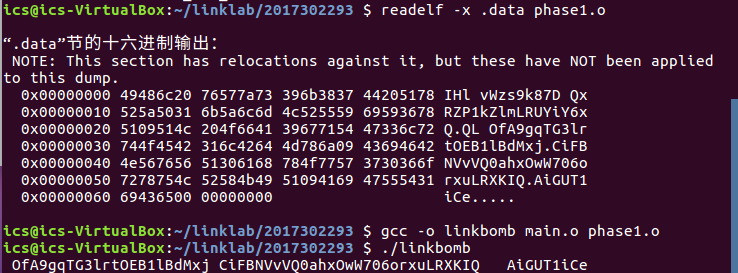 ics@ics-VirtualBox:~/linklab/2017302293 $ readelf -x .data phase1.o
“.data”节的十六进制输出：
NOTE: This section has relocations against it, but these have NOT been applied
to this dump.
0x00000000 49486c20 76577a73 396b3837 44205178 IHl vWzs9k87D Qx
0x00000010 525a5031 6b5a6c6d 4c525559 69593678 RZP1kZlmLRUYiY6x
0x00000020 5109514c 204f6641 39677154 47336c72 Q.QL OfA9gqTG3lr
0x00000030 744f4542 316c4264 4d786a09 43694642 tOEB1lBdMxj.CiFB
0x00000040 4e567656 51306168 784f7757 3730366f NVvVQ0ahxOwW706o
0x00000050 7278754c 52584b49 51094169 47555431 rxuLRXKIQ.AiGUT1
0x00000060 69436500 00000000 iCe.....
ics@ics-VirtualBox:~/linklab/2017302293 $ gcc -o linkbomb main.o phase1.o
ics@ics-VirtualBox:~/linklab/2017302293 $ ./linkbomb
OfA9gqTG3lrtOEB1lBdMxj CiFBNVvVQ0ahxOwW706orxuLRXKIQ AiGUT1iCe